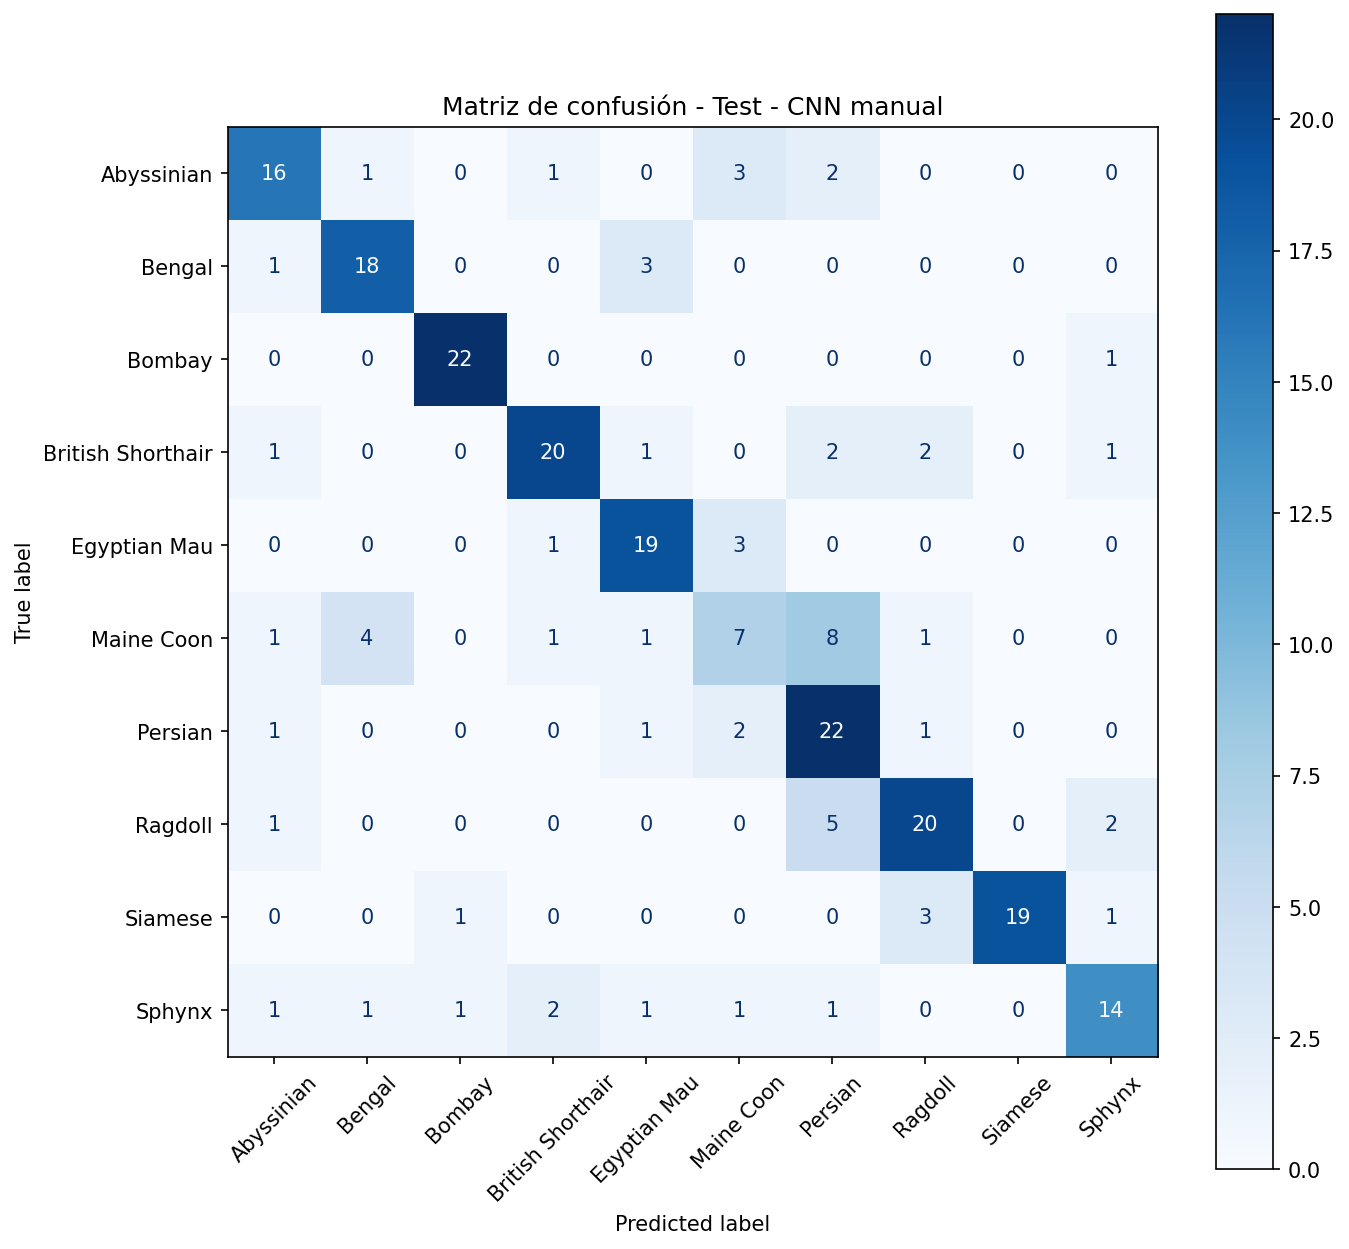 Matriz de confusión - Test - CNN manual
True label
Abyssinian 16 1 0 1 0 3 2 0 0 0
Bengal 1 18 0 0 3 0 0 0 0 0
Bombay 0 0 22 0 0 0 0 0 0 1
British Shorthair 1 0 0 20 1 0 2 2 0 1
Egyptian Mau 0 0 0 1 19 3 0 0 0 0
Maine Coon 1 4 0 1 1 7 8 1 0 0
Persian 1 0 0 0 1 2 22 1 0 0
Ragdoll 1 0 0 0 0 0 5 20 0 2
Siamese 0 0 1 0 0 0 0 3 19 1
Sphynx 1 1 1 2 1 1 1 0 0 14
Abyssinian Bengal Bombay British Shorthair Egyptian Mau Maine Coon Persian Ragdoll Siamese Sphynx
Predicted label
20.0
17.5
15.0
12.5
10.0
7.5
5.0
2.5
0.0